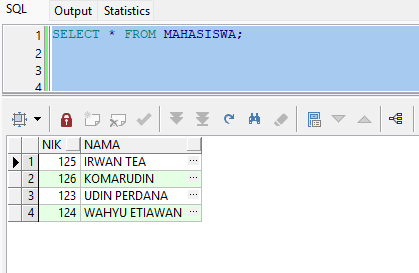 SQL Output Statistics
1 SELECT * FROM MAHASISWA;
2
3
4
NIK NAMA
1 125 IRWAN TEA ...
2 126 KOMARUDIN ...
3 123 UDIN PERDANA ...
4 124 WAHYU ETIAWAN ...